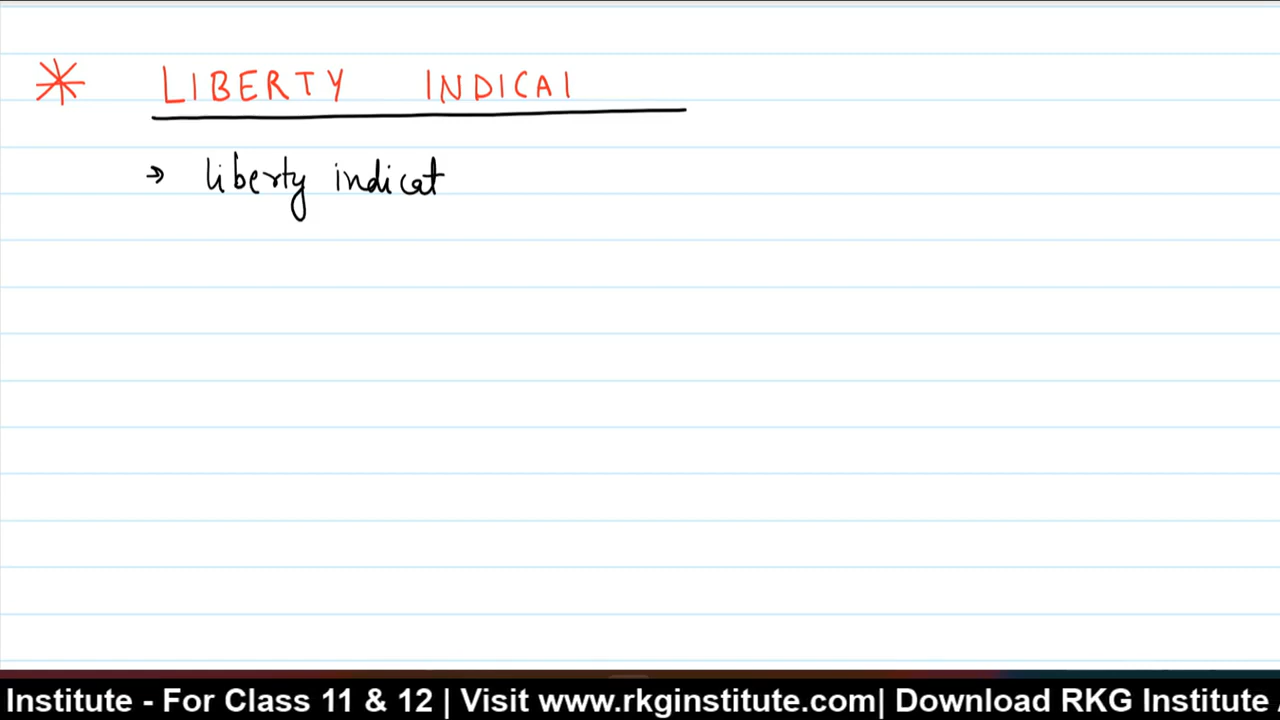 LIBERTY INDICAI
→ liberty indicat
Institute - For Class 11 & 12 | Visit www.rkginstitute.com| Download RKG Institute